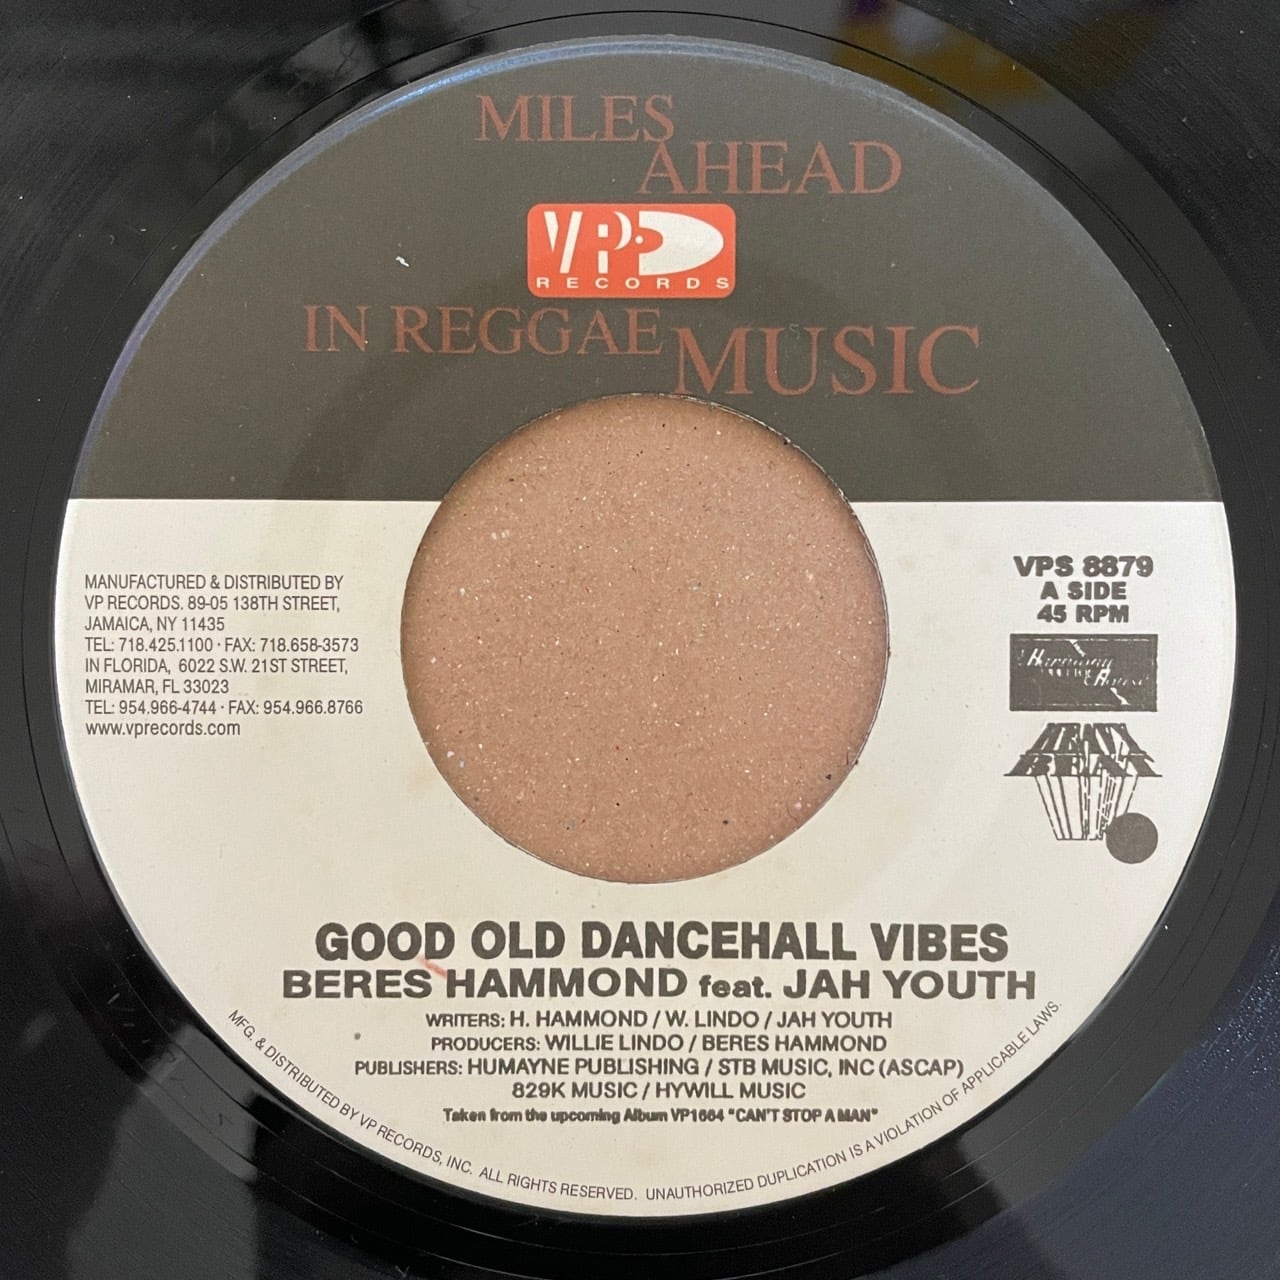 MILES
AHEAD
VP
RECORDS
IN REGGAE
MUSIC
MANUFACTURED & DISTRIBUTED BY
VP RECORDS. 89-05 138TH STREET,
JAMAICA, NY 11435
TEL: 718.425.1100 · FAX: 718.658-3573
IN FLORIDA, 6022 S.W. 21ST STREET,
MIRAMAR, FL 33023
TEL: 954.966-4744 · FAX: 954.966.8766
www.vprecords.com
VPS 8879
A SIDE
45 RPM
Harmony
House
HEAVY
BEAT
GOOD OLD DANCEHALL VIBES
BERES HAMMOND feat. JAH YOUTH
WRITERS: H. HAMMOND / W. LINDO / JAH YOUTH
PRODUCERS: WILLIE LINDO / BERES HAMMOND
PUBLISHERS: HUMAYNE PUBLISHING / STB MUSIC, INC (ASCAP)
829K MUSIC / HYWILL MUSIC
Taken from the upcoming Album VP1664 "CAN'T STOP A MAN"
MFG. & DISTRIBUTED BY VP RECORDS, INC. ALL RIGHTS RESERVED. UNAUTHORIZED DUPLICATION IS A VIOLATION OF APPLICABLE LAWS.